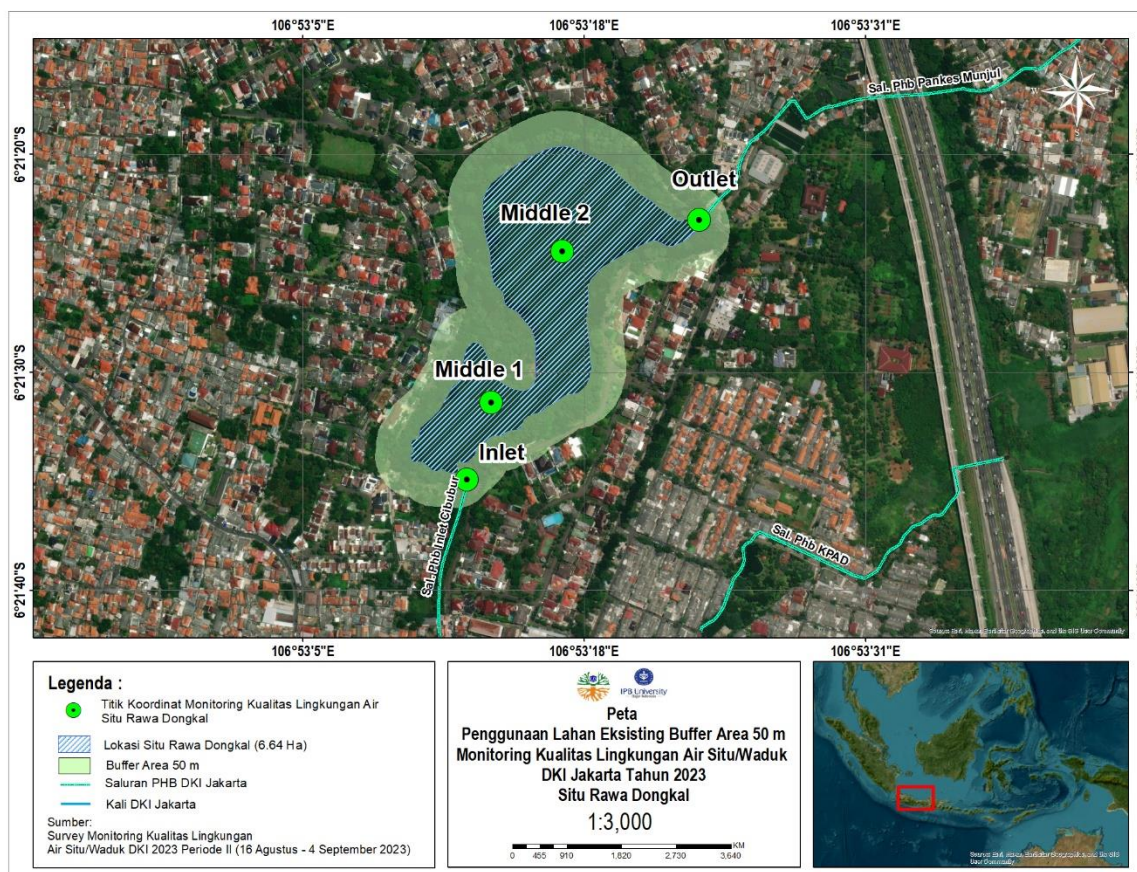 106°53'5"E
106°53'18"E
106°53'31"E
6°21'20"S
6°21'30"S
6°21'40"S
Sal. Phb Pankes Munjul
Outlet
Middle 2
Middle 1
Inlet
Sal. Phb Inlet Cibubur
Sal. Phb KPAD
106°53'5"E
106°53'18"E
106°53'31"E
Legenda :
Titik Koordinat Monitoring Kualitas Lingkungan Air
Situ Rawa Dongkal
Lokasi Situ Rawa Dongkal (6.64 Ha)
Buffer Area 50 m
Saluran PHB DKI Jakarta
Kali DKI Jakarta
Sumber:
Survey Monitoring Kualitas Lingkungan
Air Situ/Waduk DKI 2023 Periode II (16 Agustus - 4 September 2023)
IPB University
Peta
Penggunaan Lahan Eksisting Buffer Area 50 m
Monitoring Kualitas Lingkungan Air Situ/Waduk
DKI Jakarta Tahun 2023
Situ Rawa Dongkal
1:3,000
KM
0 455 910 1.820 2.730 3.640